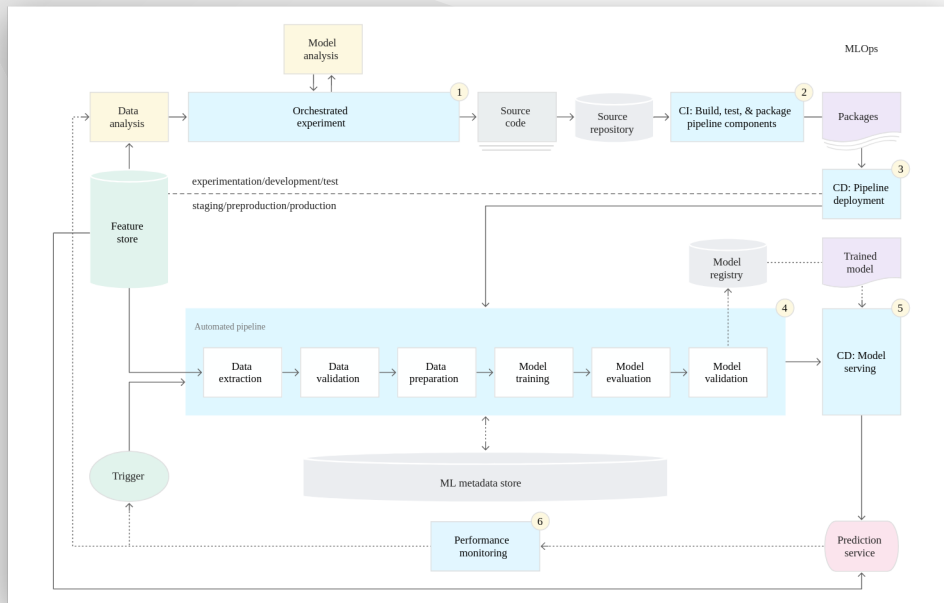 Model
analysis
MLOps
1
2
Data
analysis
Orchestrated
experiment
Source
code
Source
repository
CI: Build, test, & package
pipeline components
Packages
3
experimentation/development/test
staging/preproduction/production
CD: Pipeline
deployment
Feature
store
Model
registry
Trained
model
4
5
Automated pipeline
Data
extraction
Data
validation
Data
preparation
Model
training
Model
evaluation
Model
validation
CD: Model
serving
Trigger
ML metadata store
6
Performance
monitoring
Prediction
service